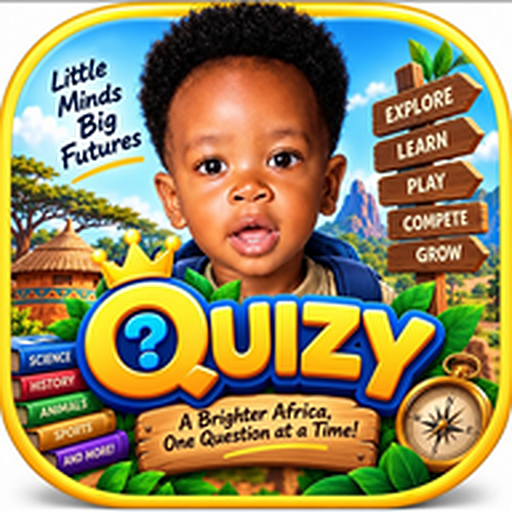 Little
Minds
Big
Futures
EXPLORE
LEARN
PLAY
COMPETE
GROW
QUIZY
?
SCIENCE
HISTORY
ANIMALS
SPORTS
AND MORE!
A Brighter Africa,
One Question at a Time!